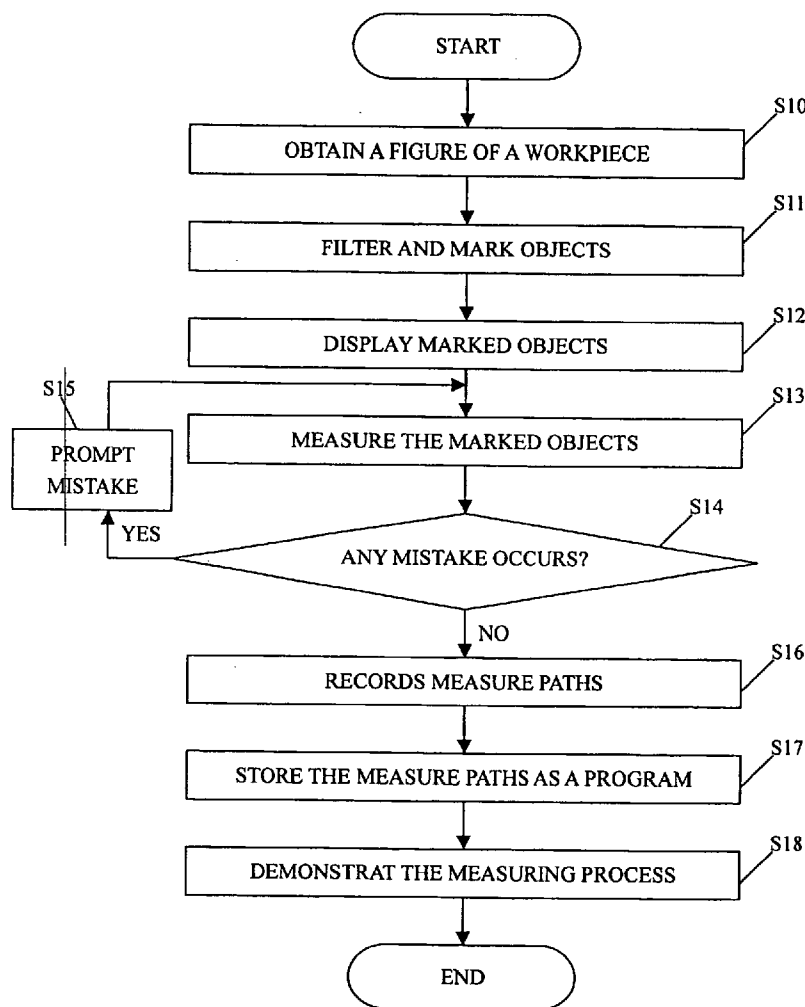 START
S10
OBTAIN A FIGURE OF A WORKPIECE
S11
FILTER AND MARK OBJECTS
S12
DISPLAY MARKED OBJECTS
S15
S13
PROMPT
MISTAKE
MEASURE THE MARKED OBJECTS
S14
YES
ANY MISTAKE OCCURS?
NO
S16
RECORDS MEASURE PATHS
S17
STORE THE MEASURE PATHS AS A PROGRAM
S18
DEMONSTRAT THE MEASURING PROCESS
END